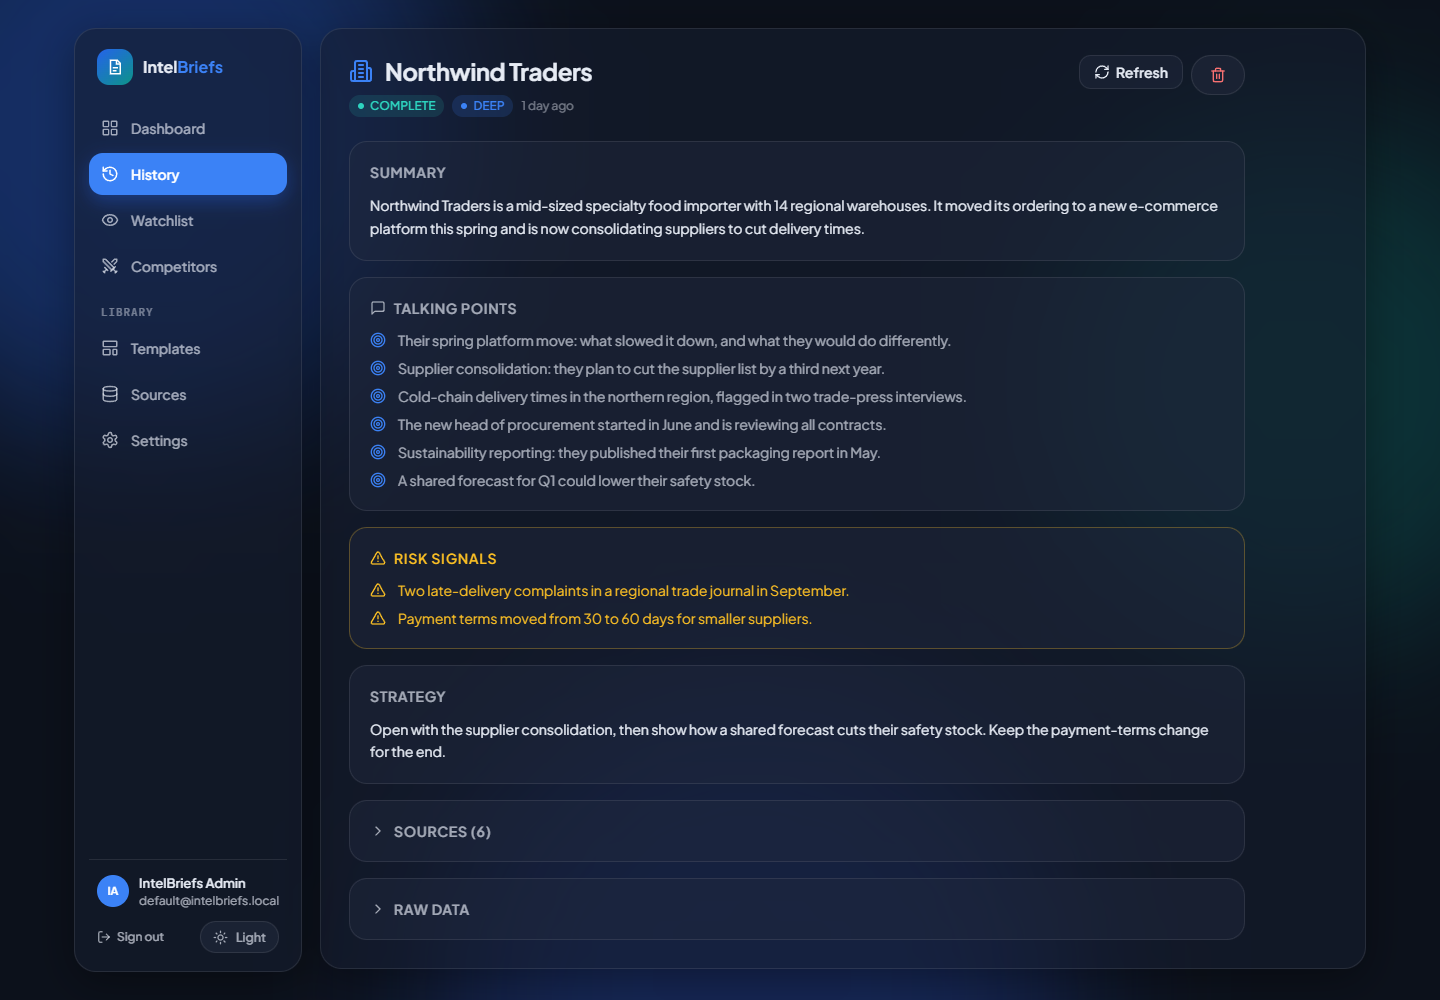 IntelBriefs
Dashboard
History
Watchlist
Competitors
LIBRARY
Templates
Sources
Settings
IA
IntelBriefs Admin
default@intelbriefs.local
Sign out
Light
Northwind Traders
Refresh
COMPLETE
DEEP
1 day ago
SUMMARY
Northwind Traders is a mid-sized specialty food importer with 14 regional warehouses. It moved its ordering to a new e-commerce
platform this spring and is now consolidating suppliers to cut delivery times.
TALKING POINTS
Their spring platform move: what slowed it down, and what they would do differently.
Supplier consolidation: they plan to cut the supplier list by a third next year.
Cold-chain delivery times in the northern region, flagged in two trade-press interviews.
The new head of procurement started in June and is reviewing all contracts.
Sustainability reporting: they published their first packaging report in May.
A shared forecast for Q1 could lower their safety stock.
RISK SIGNALS
Two late-delivery complaints in a regional trade journal in September.
Payment terms moved from 30 to 60 days for smaller suppliers.
STRATEGY
Open with the supplier consolidation, then show how a shared forecast cuts their safety stock. Keep the payment-terms change
for the end.
SOURCES (6)
RAW DATA